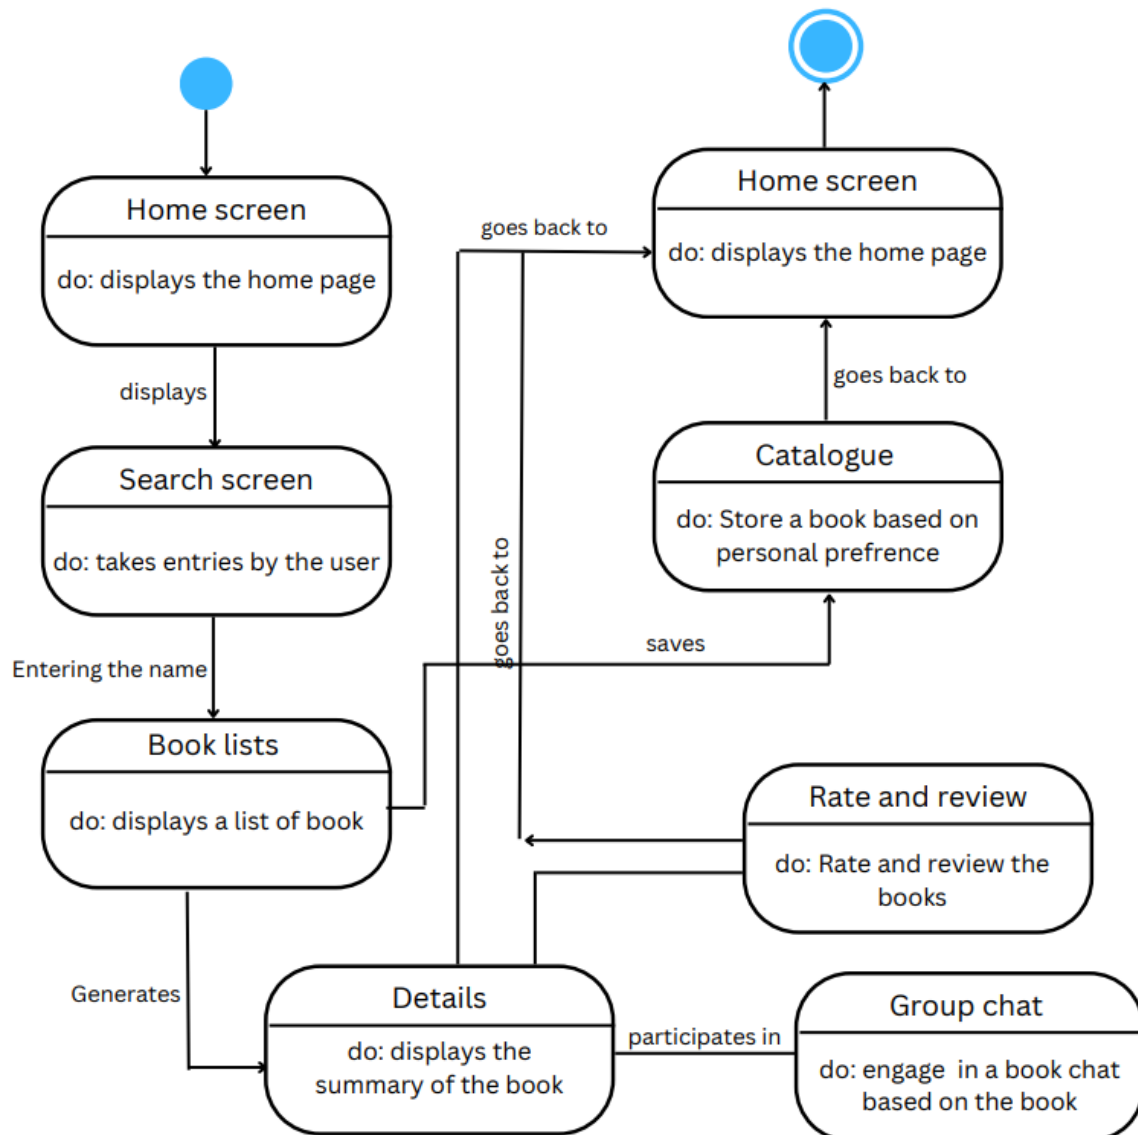 Home screen
do: displays the home page
displays
Search screen
do: takes entries by the user
Entering the name
Book lists
do: displays a list of book
Generates
Details
do: displays the
summary of the book
goes back to
goes back to
Home screen
do: displays the home page
goes back to
Catalogue
do: Store a book based on
personal prefrence
saves
Rate and review
do: Rate and review the
books
participates in
Group chat
do: engage in a book chat
based on the book